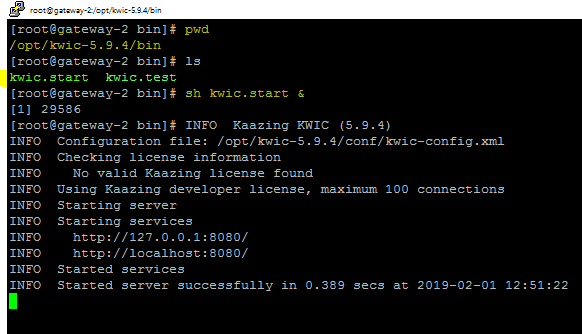 root@gateway-2:/opt/kwic-5.9.4/bin
[root@gateway-2 bin]# pwd
/opt/kwic-5.9.4/bin
[root@gateway-2 bin]# ls
kwic.start  kwic.test
[root@gateway-2 bin]# sh kwic.start &
[1] 29586
[root@gateway-2 bin]# INFO  Kaazing KWIC (5.9.4)
INFO  Configuration file: /opt/kwic-5.9.4/conf/kwic-config.xml
INFO  Checking license information
INFO    No valid Kaazing license found
INFO  Using Kaazing developer license, maximum 100 connections
INFO  Starting server
INFO  Starting services
INFO    http://127.0.0.1:8080/
INFO    http://localhost:8080/
INFO  Started services
INFO  Started server successfully in 0.389 secs at 2019-02-01 12:51:22